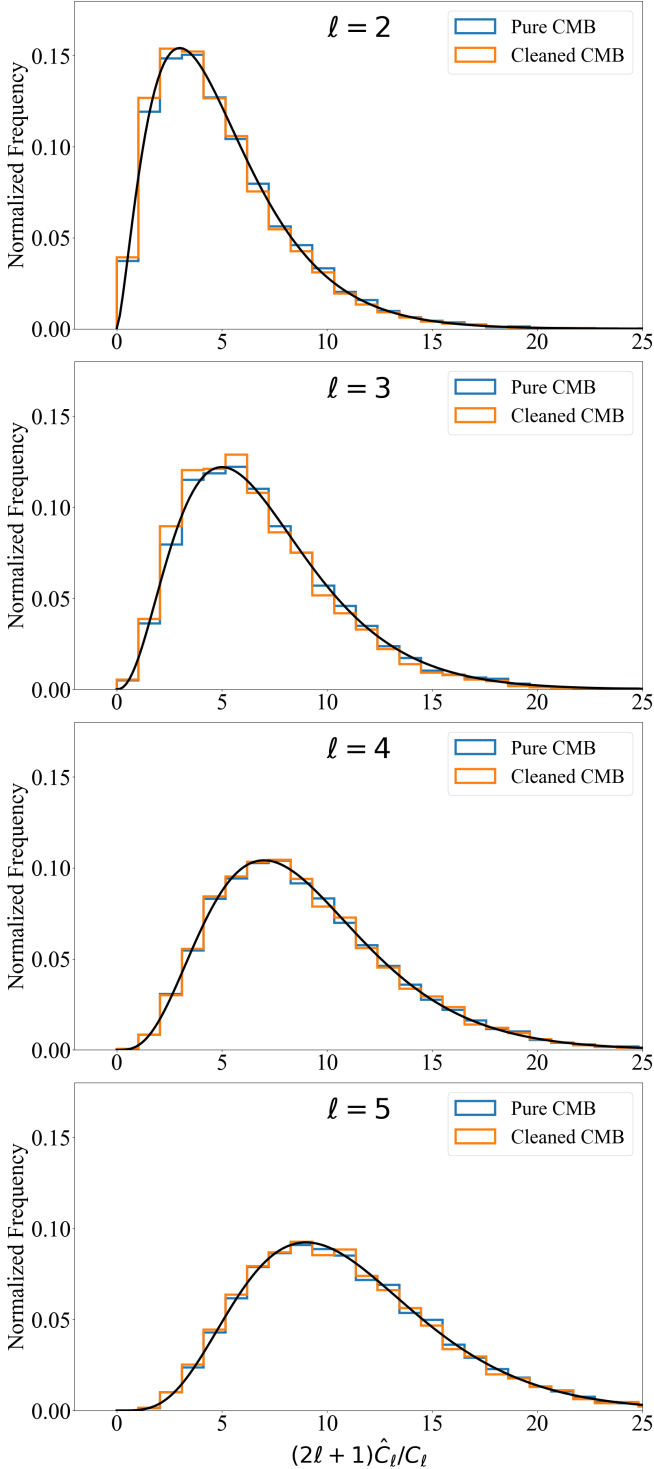 ℓ = 2
Pure CMB
Cleaned CMB
Normalized Frequency
0.15
0.10
0.05
0.00
0 5 10 15 20 25
ℓ = 3
Pure CMB
Cleaned CMB
Normalized Frequency
0.15
0.10
0.05
0.00
0 5 10 15 20 25
ℓ = 4
Pure CMB
Cleaned CMB
Normalized Frequency
0.15
0.10
0.05
0.00
0 5 10 15 20 25
ℓ = 5
Pure CMB
Cleaned CMB
Normalized Frequency
0.15
0.10
0.05
0.00
0 5 10 15 20 25
(2ℓ + 1)Ĉ_ℓ/C_ℓ